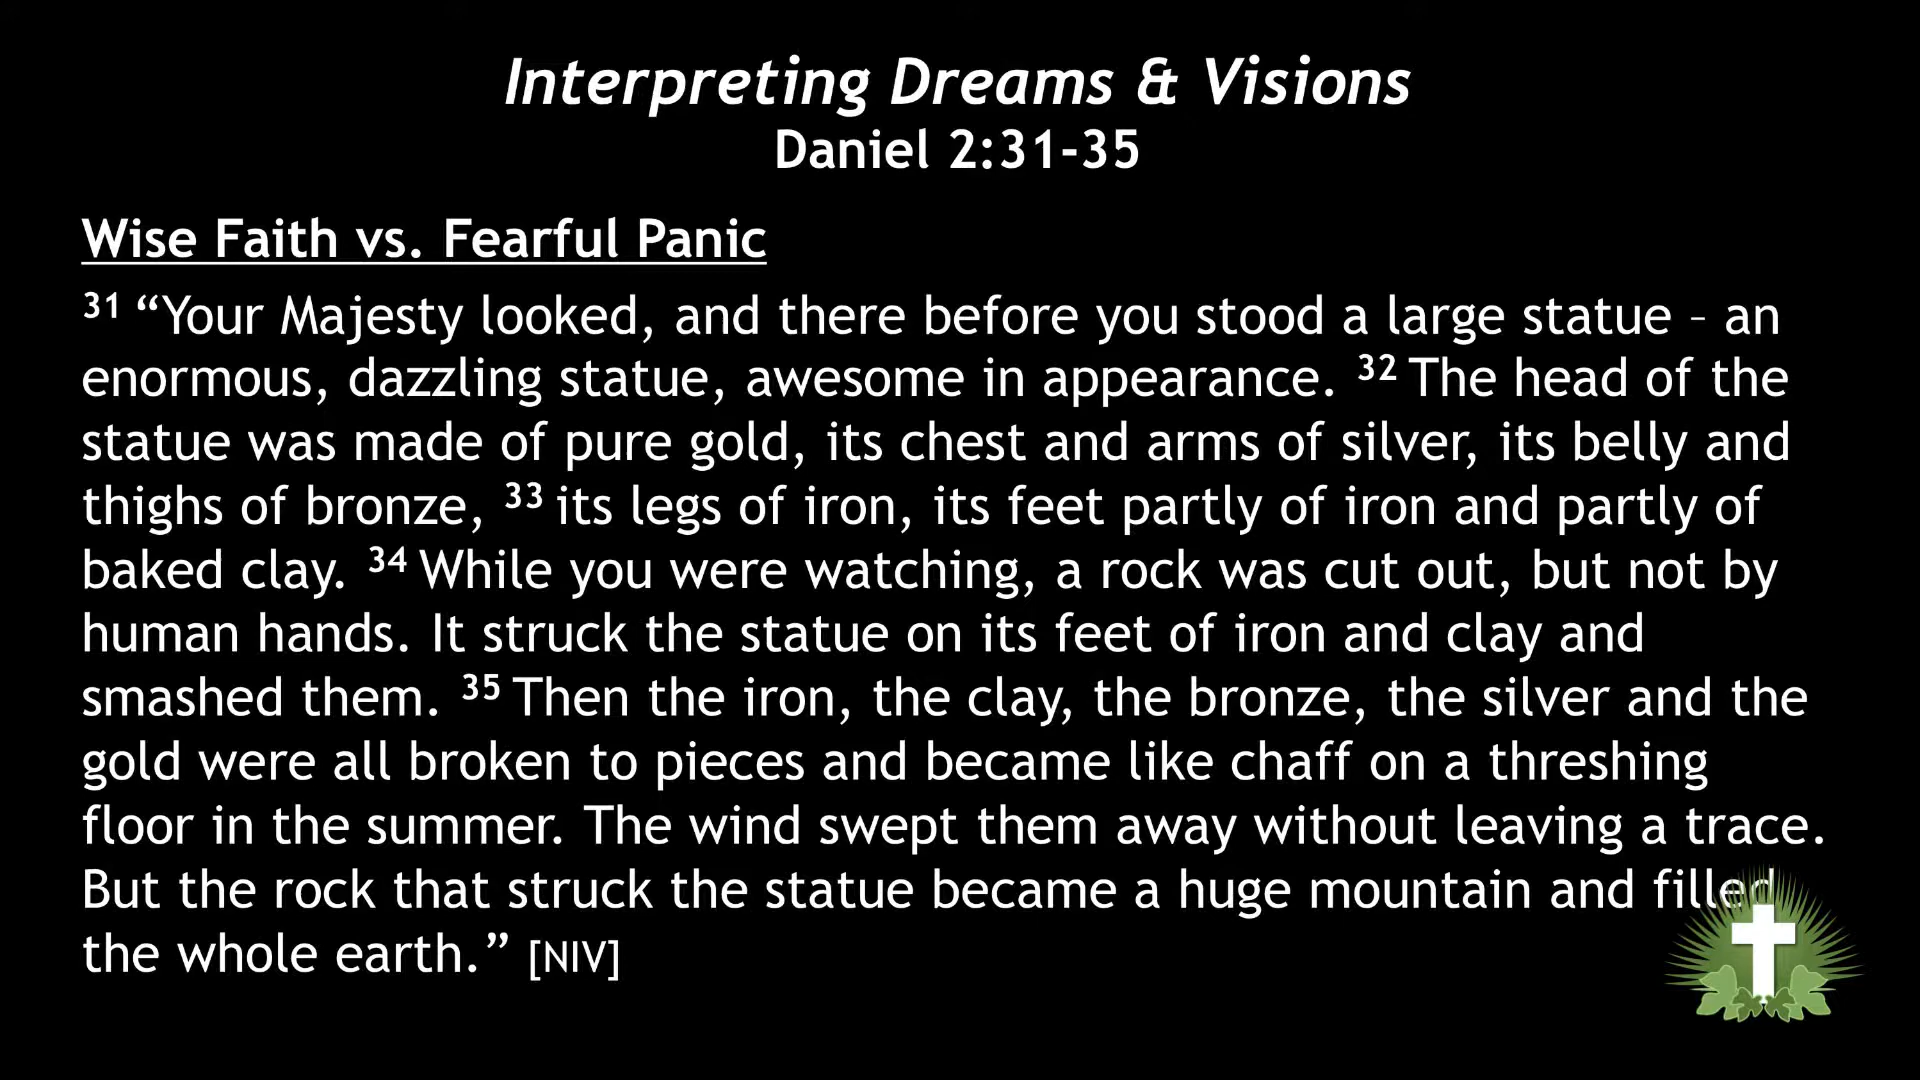 Interpreting Dreams & Visions
Daniel 2:31-35
Wise Faith vs. Fearful Panic
31 “Your Majesty looked, and there before you stood a large statue – an
enormous, dazzling statue, awesome in appearance. 32 The head of the
statue was made of pure gold, its chest and arms of silver, its belly and
thighs of bronze, 33 its legs of iron, its feet partly of iron and partly of
baked clay. 34 While you were watching, a rock was cut out, but not by
human hands. It struck the statue on its feet of iron and clay and
smashed them. 35 Then the iron, the clay, the bronze, the silver and the
gold were all broken to pieces and became like chaff on a threshing
floor in the summer. The wind swept them away without leaving a trace.
But the rock that struck the statue became a huge mountain and filled
the whole earth.” [NIV]